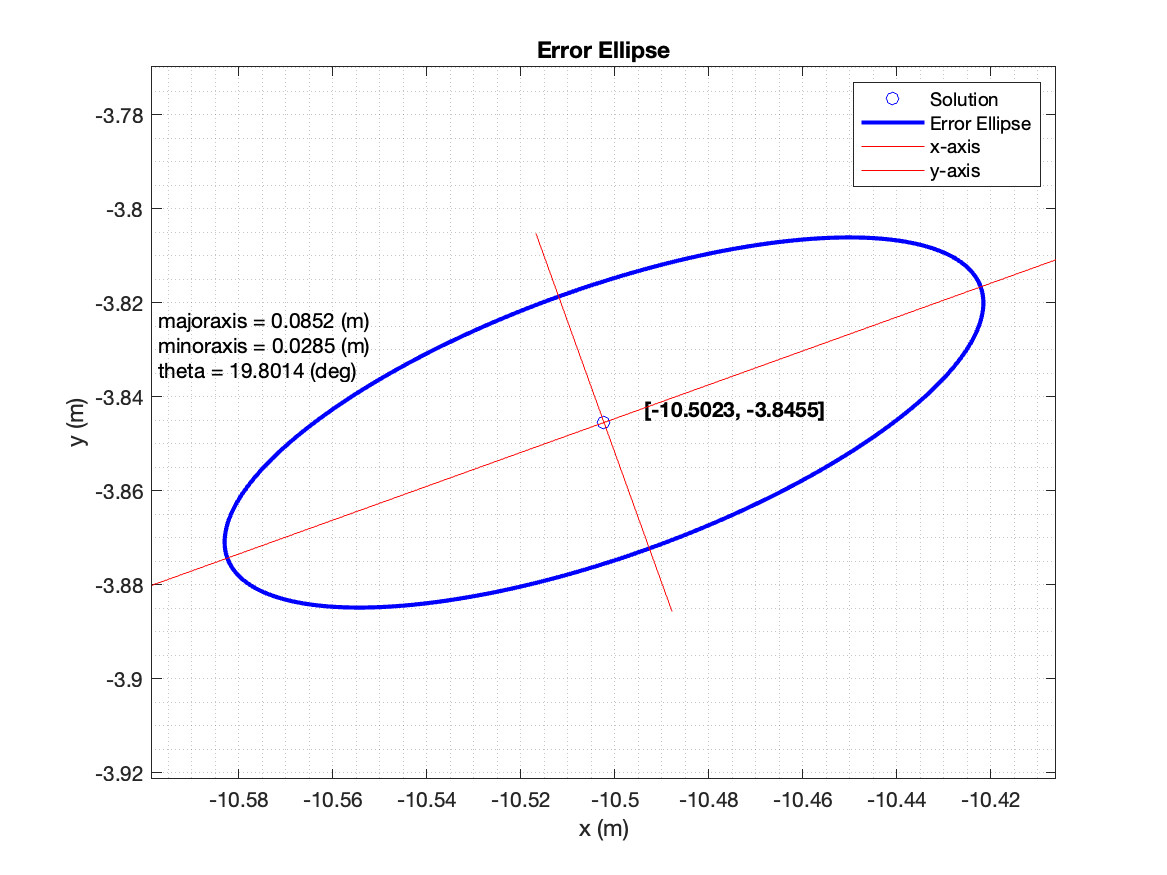 Error Ellipse
Solution
Error Ellipse
x-axis
y-axis
-3.78
-3.8
-3.82
-3.84
-3.86
-3.88
-3.9
-3.92
y (m)
majoraxis = 0.0852 (m)
minoraxis = 0.0285 (m)
theta = 19.8014 (deg)
[-10.5023, -3.8455]
-10.58 -10.56 -10.54 -10.52 -10.5 -10.48 -10.46 -10.44 -10.42
x (m)